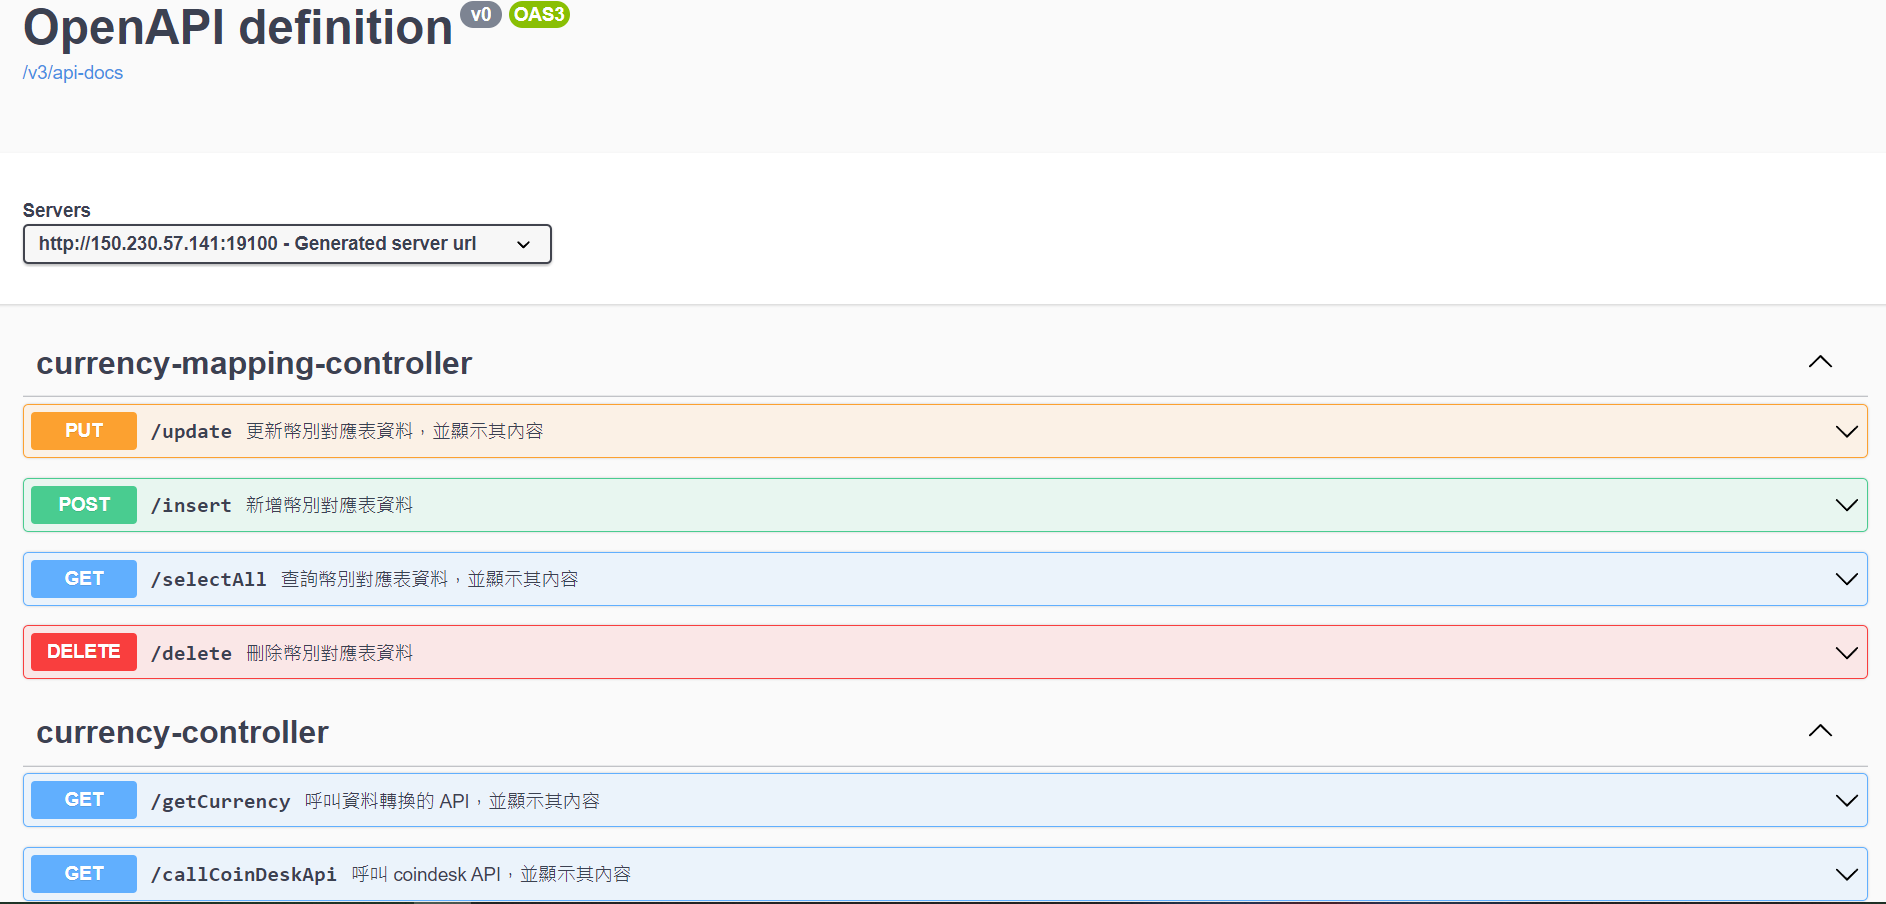 OpenAPI definition v0 OAS3
/v3/api-docs
Servers
http://150.230.57.141:19100 - Generated server url
currency-mapping-controller
PUT /update 更新幣別對應表資料，並顯示其內容
POST /insert 新增幣別對應表資料
GET /selectAll 查詢幣別對應表資料，並顯示其內容
DELETE /delete 刪除幣別對應表資料
currency-controller
GET /getCurrency 呼叫資料轉換的 API，並顯示其內容
GET /callCoinDeskApi 呼叫 coindesk API，並顯示其內容